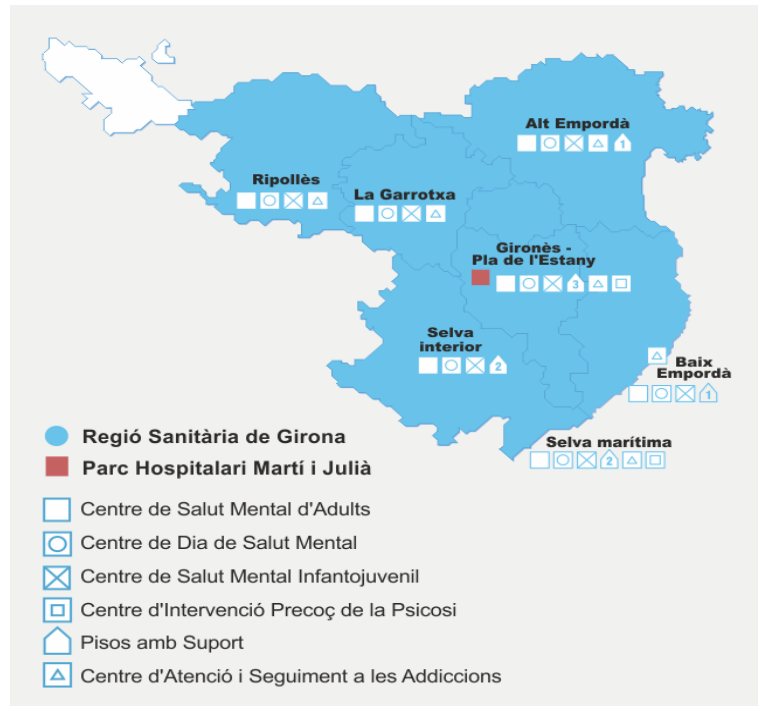 Alt Empordà
1
Ripollès
La Garrotxa
Gironès -
Pla de l'Estany
3
Selva
interior
2
Baix
Empordà
1
Selva marítima
2
Regió Sanitària de Girona
Parc Hospitalari Martí i Julià
Centre de Salut Mental d'Adults
Centre de Dia de Salut Mental
Centre de Salut Mental Infantojuvenil
Centre d'Intervenció Precoç de la Psicosi
Pisos amb Suport
Centre d'Atenció i Seguiment a les Addiccions